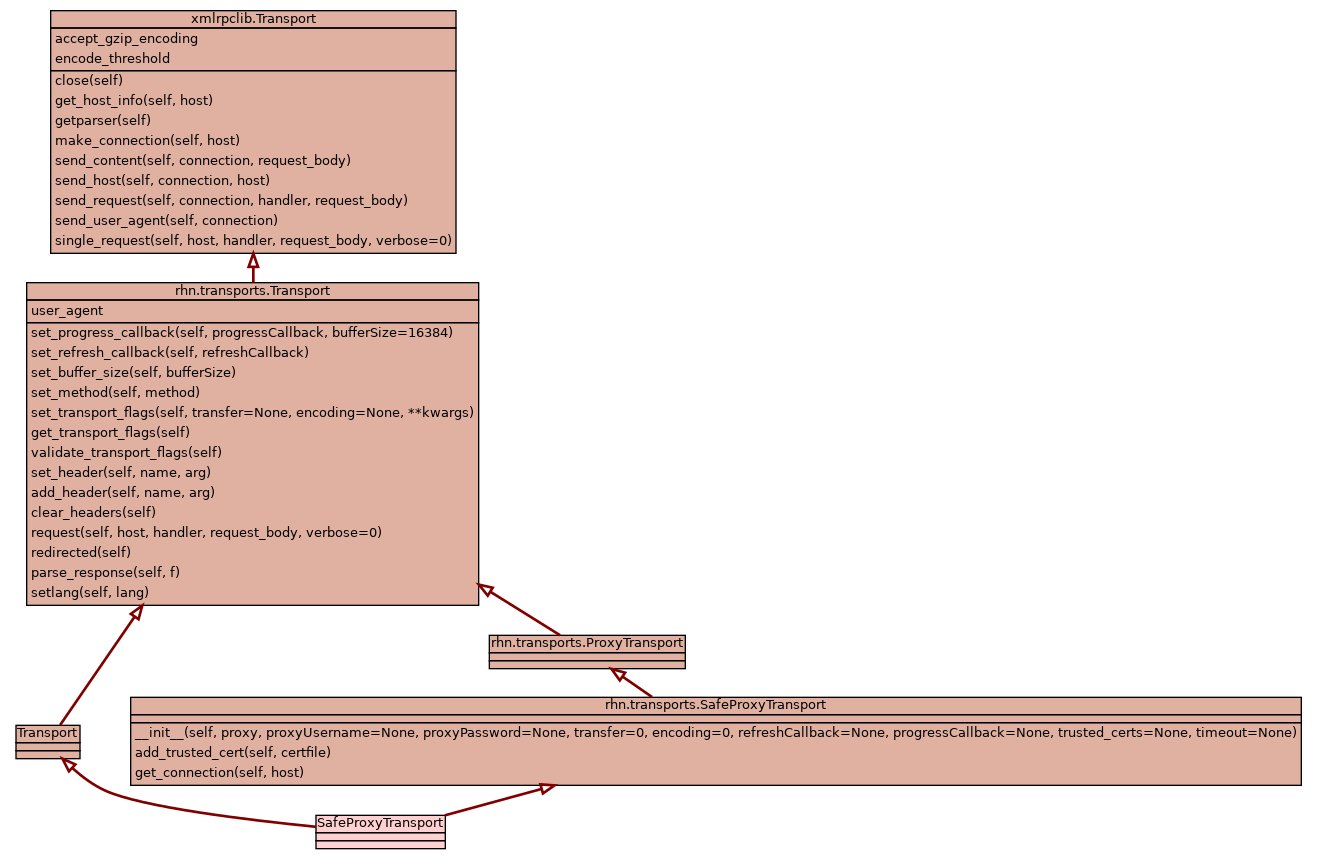 xmlrpclib.Transport
accept_gzip_encoding
encode_threshold
close(self)
get_host_info(self, host)
getparser(self)
make_connection(self, host)
send_content(self, connection, request_body)
send_host(self, connection, host)
send_request(self, connection, handler, request_body)
send_user_agent(self, connection)
single_request(self, host, handler, request_body, verbose=0)
rhn.transports.Transport
user_agent
set_progress_callback(self, progressCallback, bufferSize=16384)
set_refresh_callback(self, refreshCallback)
set_buffer_size(self, bufferSize)
set_method(self, method)
set_transport_flags(self, transfer=None, encoding=None, **kwargs)
get_transport_flags(self)
validate_transport_flags(self)
set_header(self, name, arg)
add_header(self, name, arg)
clear_headers(self)
request(self, host, handler, request_body, verbose=0)
redirected(self)
parse_response(self, f)
setlang(self, lang)
rhn.transports.ProxyTransport
rhn.transports.SafeProxyTransport
__init__(self, proxy, proxyUsername=None, proxyPassword=None, transfer=0, encoding=0, refreshCallback=None, progressCallback=None, trusted_certs=None, timeout=None)
add_trusted_cert(self, certfile)
get_connection(self, host)
Transport
SafeProxyTransport